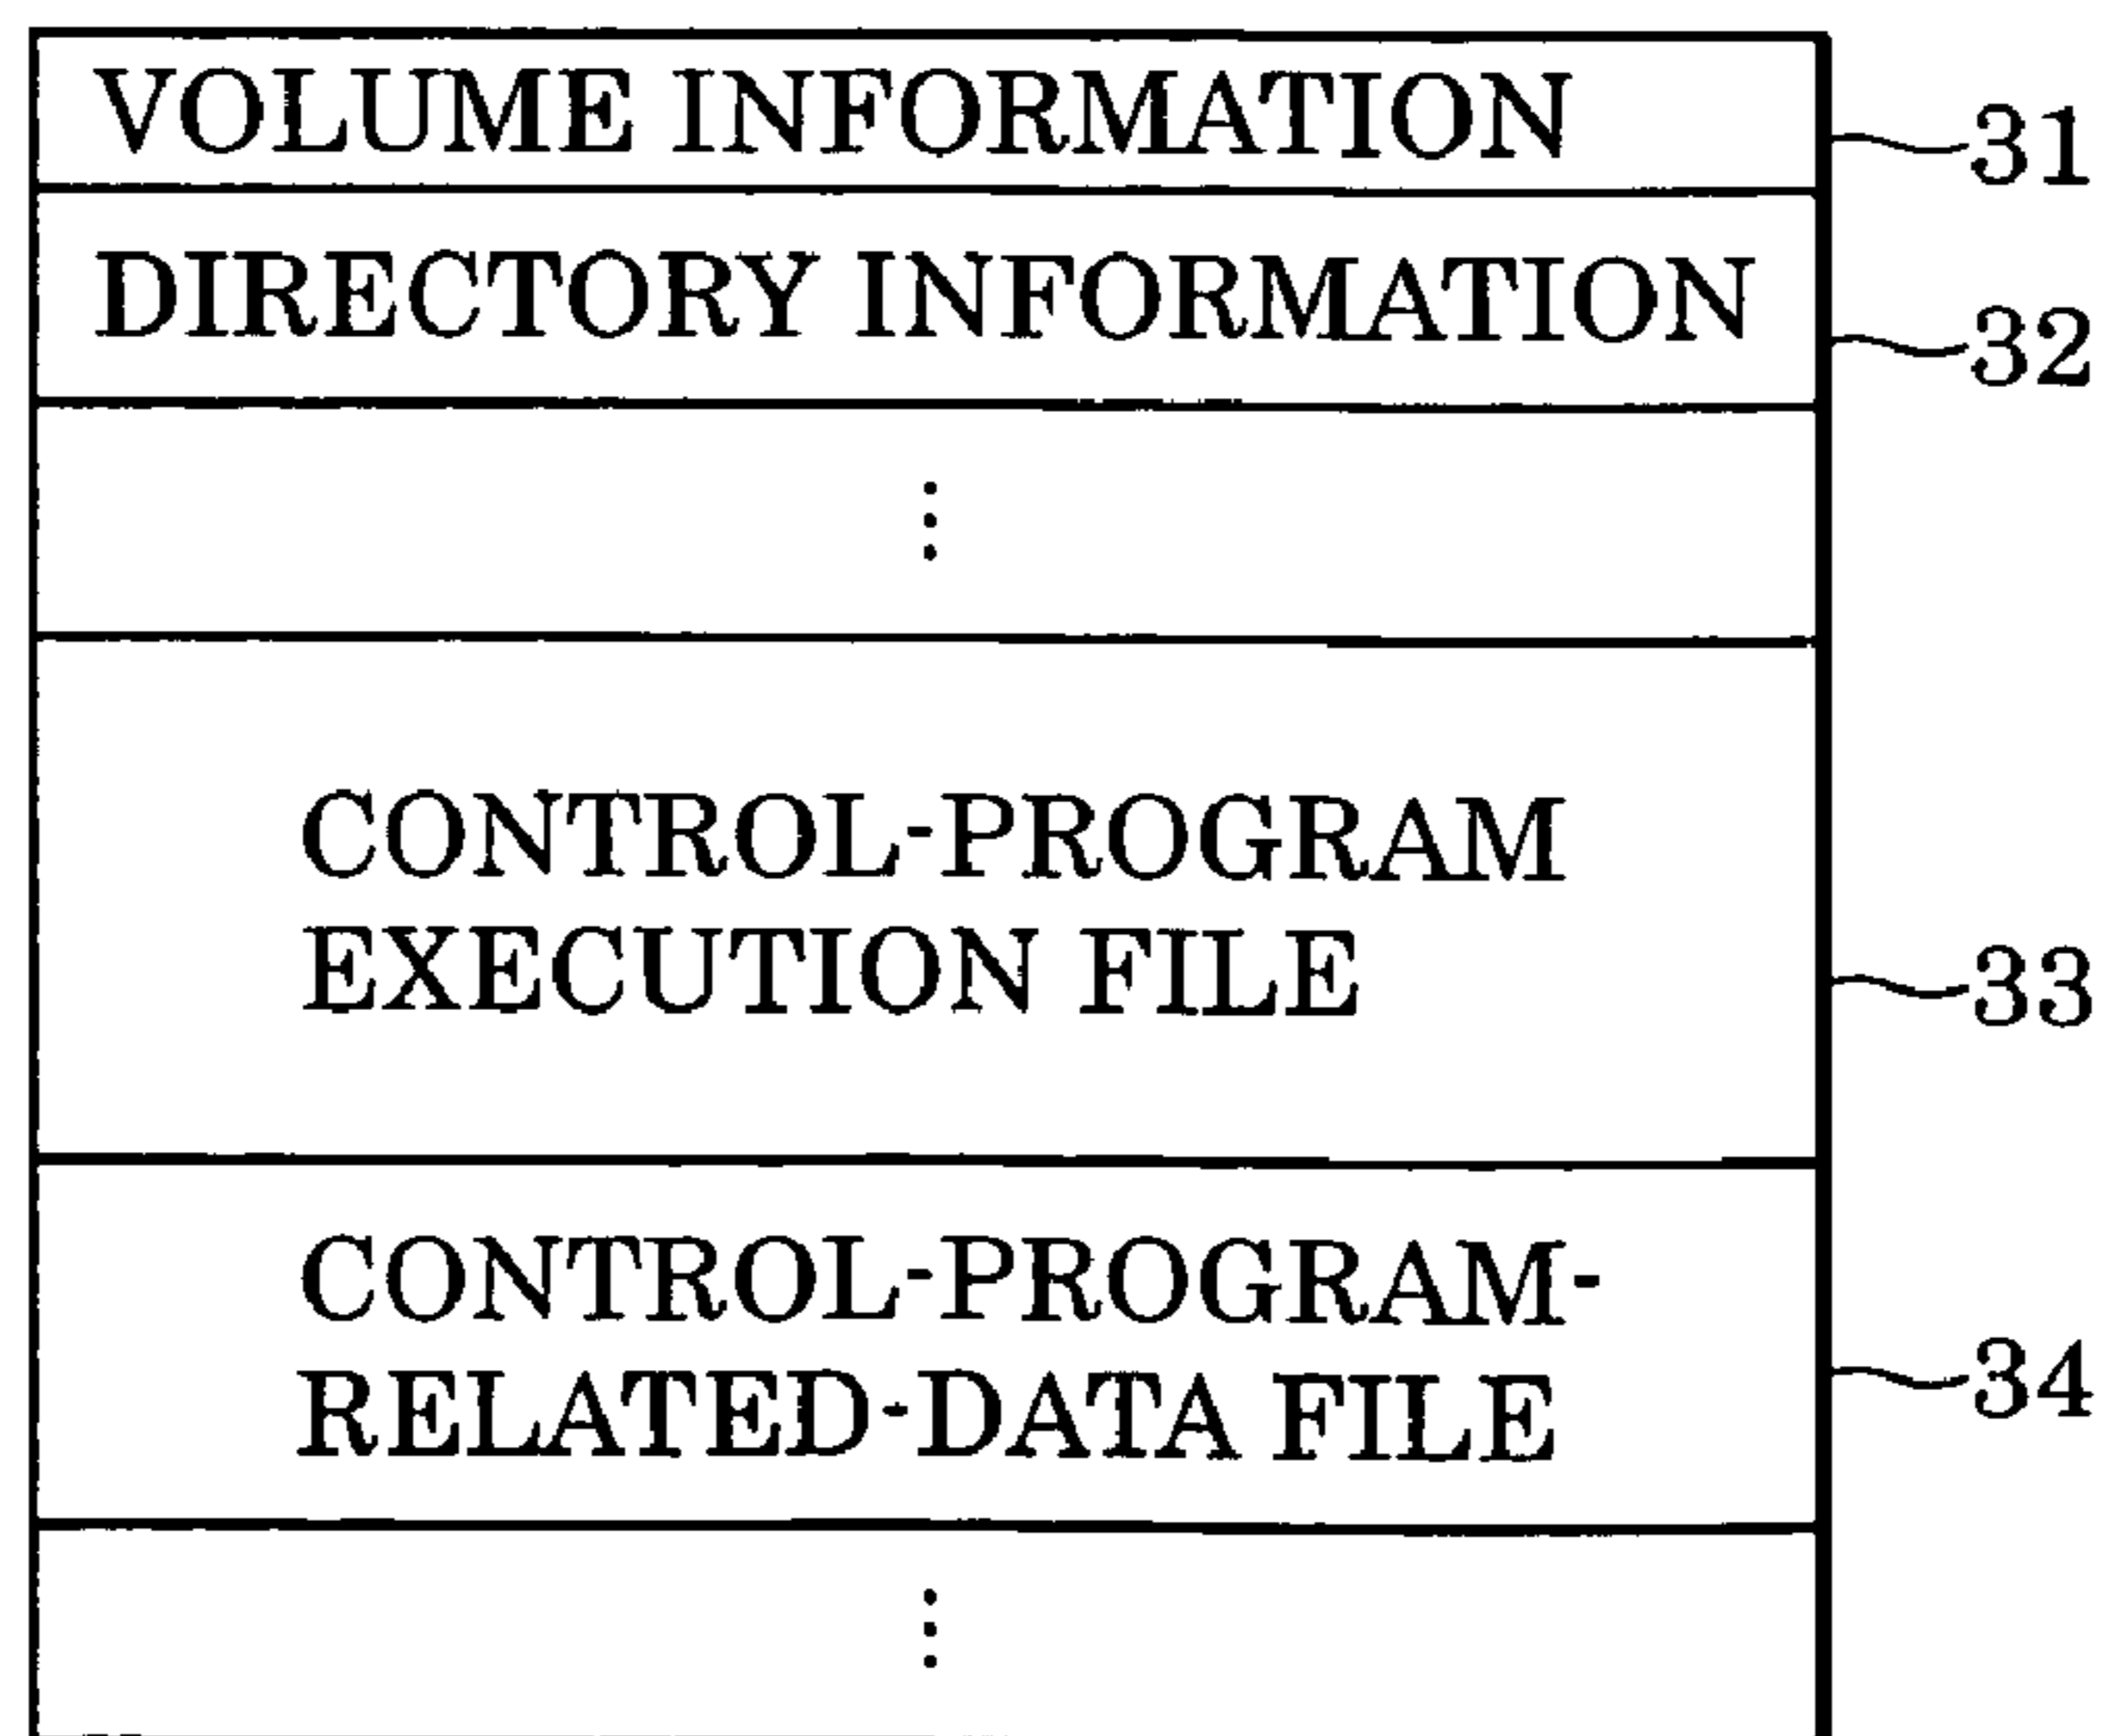 VOLUME INFORMATION
31
DIRECTORY INFORMATION
32
⋮
CONTROL-PROGRAM
EXECUTION FILE
33
CONTROL-PROGRAM-
RELATED-DATA FILE
34
⋮